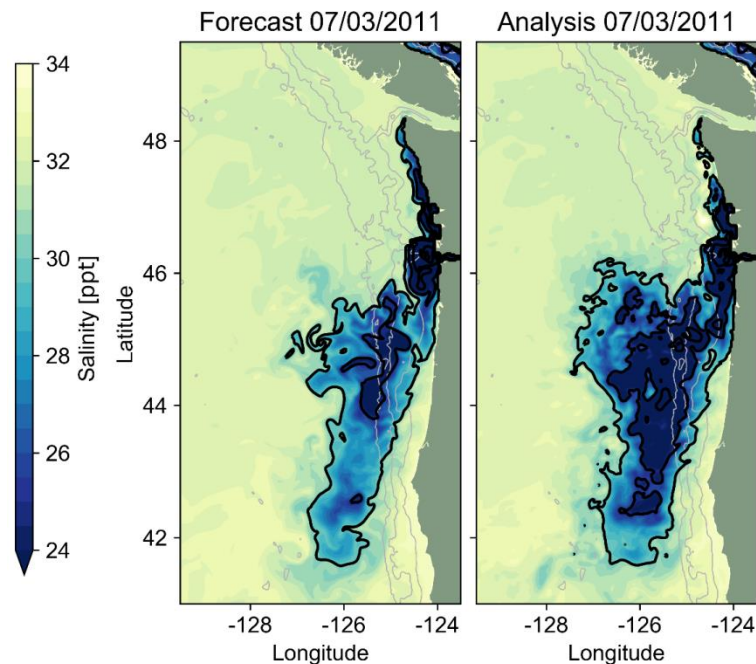 Forecast 07/03/2011
Analysis 07/03/2011
34
32
30
28
26
24
Salinity [ppt]
48
46
44
42
Latitude
-128
-126
-124
Longitude
-128
-126
-124
Longitude